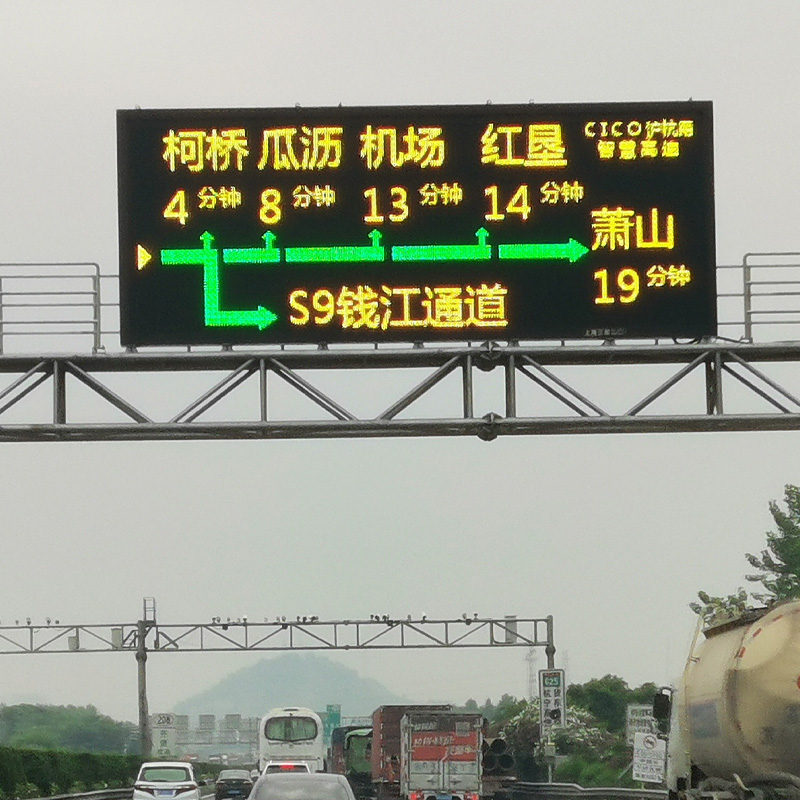 柯桥 瓜沥 机场 红垦
CICO沪杭甬
智慧高速
4分钟 8分钟 13分钟 14分钟
萧山
19分钟
S9钱江通道
G25